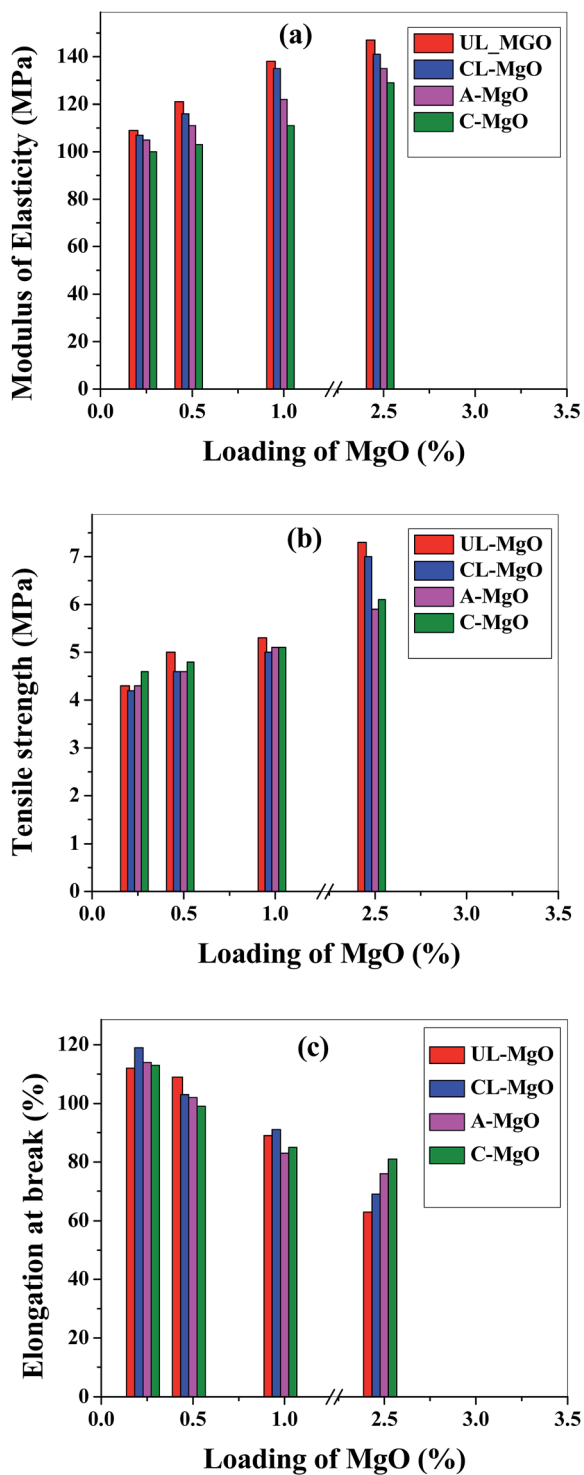 (a)
UL_MGO
CL-MgO
A-MgO
C-MgO
Modulus of Elasticity (MPa)
140
120
100
80
60
40
20
0
0.0 0.5 1.0 2.5 3.0 3.5
Loading of MgO (%)
(b)
UL-MgO
CL-MgO
A-MgO
C-MgO
Tensile strength (MPa)
7
6
5
4
3
2
1
0
0.0 0.5 1.0 2.5 3.0 3.5
Loading of MgO (%)
(c)
UL-MgO
CL-MgO
A-MgO
C-MgO
Elongation at break (%)
120
100
80
60
40
20
0
0.0 0.5 1.0 2.5 3.0 3.5
Loading of MgO (%)